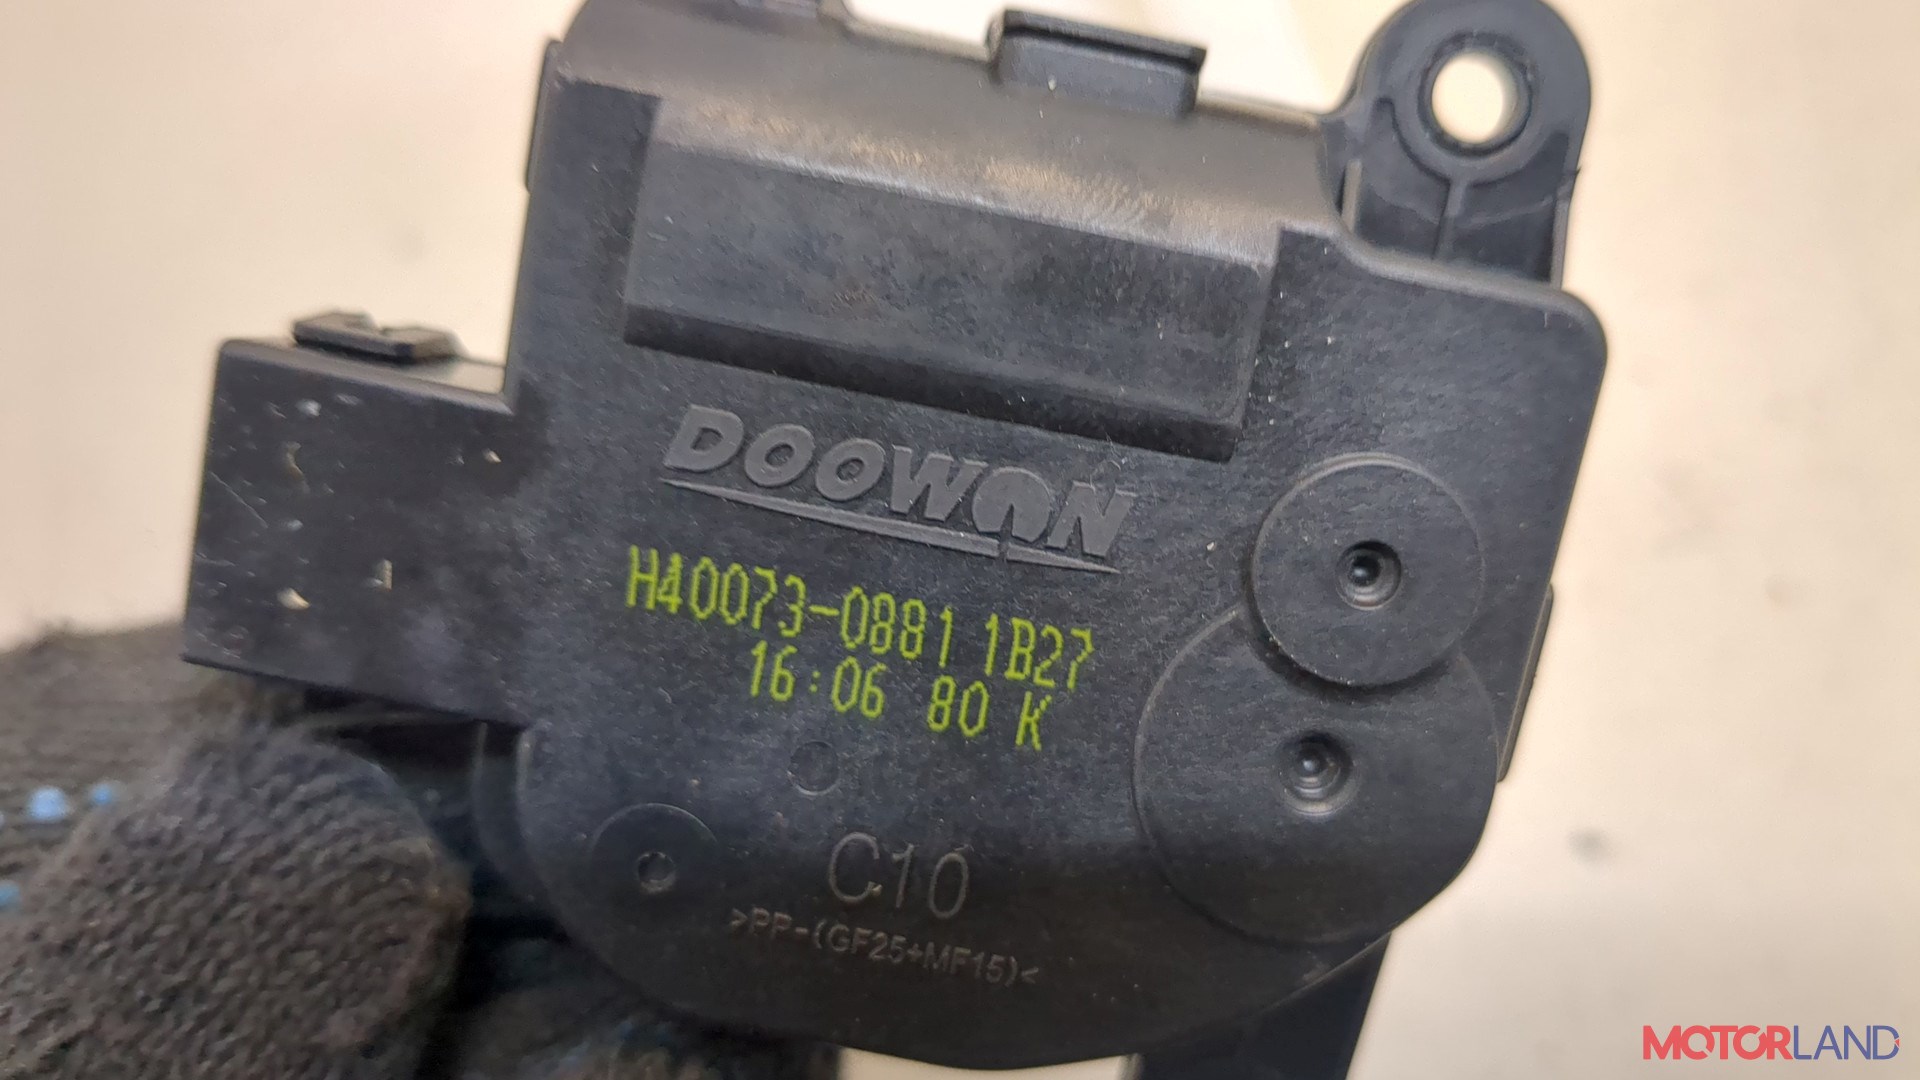 DOOWON
H40073-0881 1B27
16:06 80 K
C10
>PP-(GF25+MF15)<
MOTORLAND